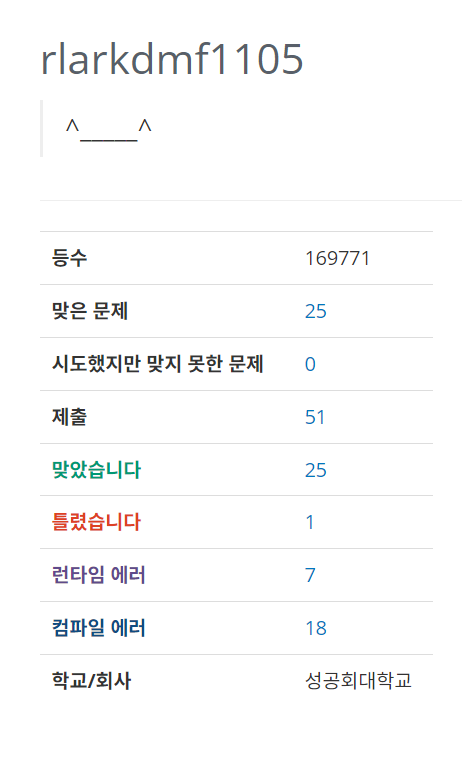 rlarkdmf1105
^_____^
등수 169771
맞은 문제 25
시도했지만 맞지 못한 문제 0
제출 51
맞았습니다 25
틀렸습니다 1
런타임 에러 7
컴파일 에러 18
학교/회사 성공회대학교